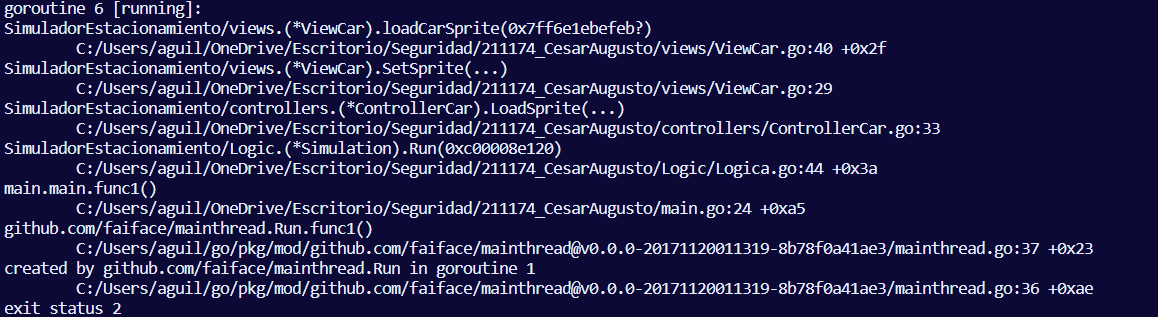 goroutine 6 [running]:
SimuladorEstacionamiento/views.(*ViewCar).loadCarSprite(0x7ff6e1ebefeb?)
        C:/Users/aguil/OneDrive/Escritorio/Seguridad/211174_CesarAugusto/views/ViewCar.go:40 +0x2f
SimuladorEstacionamiento/views.(*ViewCar).SetSprite(...)
        C:/Users/aguil/OneDrive/Escritorio/Seguridad/211174_CesarAugusto/views/ViewCar.go:29
SimuladorEstacionamiento/controllers.(*ControllerCar).LoadSprite(...)
        C:/Users/aguil/OneDrive/Escritorio/Seguridad/211174_CesarAugusto/controllers/ControllerCar.go:33
SimuladorEstacionamiento/Logic.(*Simulation).Run(0xc00008e120)
        C:/Users/aguil/OneDrive/Escritorio/Seguridad/211174_CesarAugusto/Logic/Logica.go:44 +0x3a
main.main.func1()
        C:/Users/aguil/OneDrive/Escritorio/Seguridad/211174_CesarAugusto/main.go:24 +0xa5
github.com/faiface/mainthread.Run.func1()
        C:/Users/aguil/go/pkg/mod/github.com/faiface/mainthread@v0.0.0-20171120011319-8b78f0a41ae3/mainthread.go:37 +0x23
created by github.com/faiface/mainthread.Run in goroutine 1
        C:/Users/aguil/go/pkg/mod/github.com/faiface/mainthread@v0.0.0-20171120011319-8b78f0a41ae3/mainthread.go:36 +0xae
exit status 2